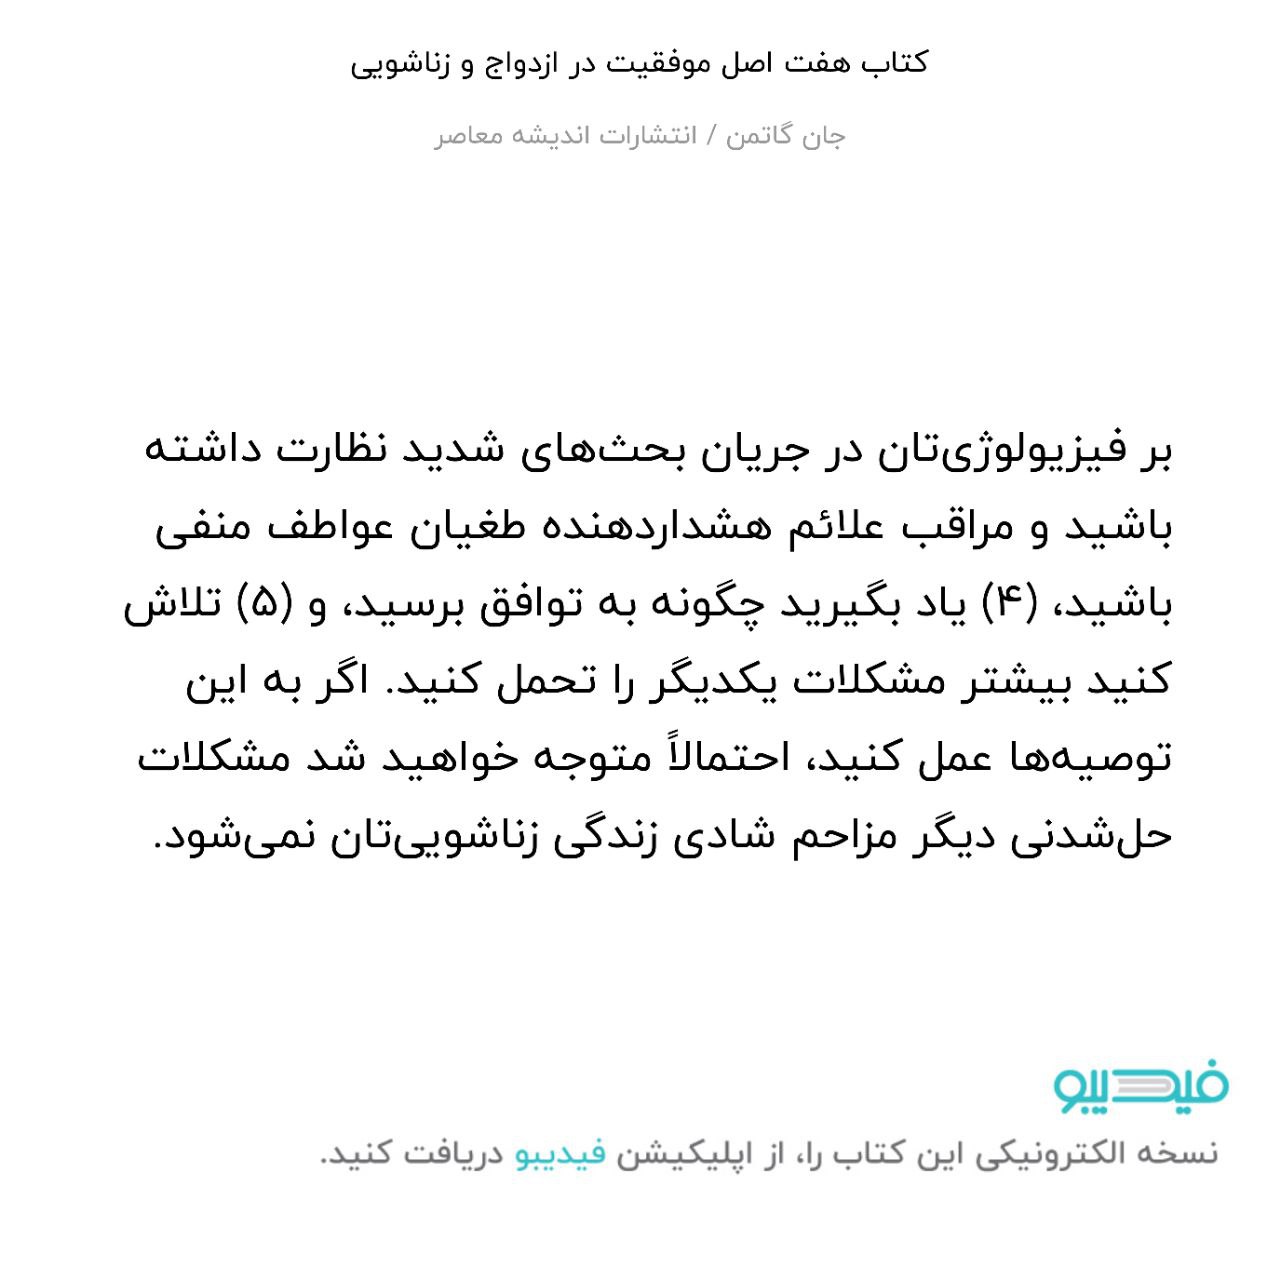 کتاب هفت اصل موفقیت در ازدواج و زناشویی
جان گاتمن / انتشارات اندیشه معاصر
بر فیزیولوژی‌تان در جریان بحث‌های شدید نظارت داشته
باشید و مراقب علائم هشداردهنده طغیان عواطف منفی
باشید، (۴) یاد بگیرید چگونه به توافق برسید، و (۵) تلاش
کنید بیشتر مشکلات یکدیگر را تحمل کنید. اگر به این
توصیه‌ها عمل کنید، احتمالاً متوجه خواهید شد مشکلات
حل‌شدنی دیگر مزاحم شادی زندگی زناشویی‌تان نمی‌شود.
فیدیبو
نسخه الکترونیکی این کتاب را، از اپلیکیشن فیدیبو دریافت کنید.